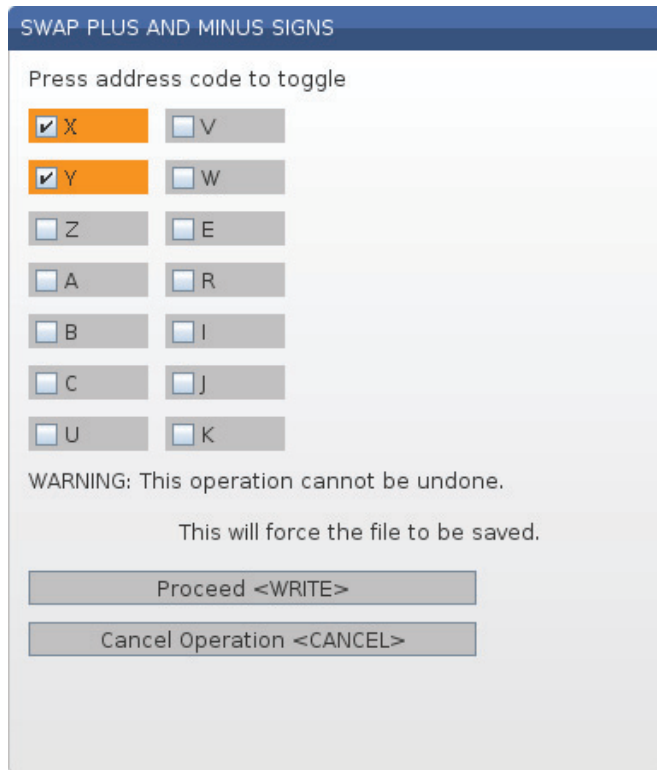 SWAP PLUS AND MINUS SIGNS
Press address code to toggle
X V
Y W
Z E
A R
B I
C J
U K
WARNING: This operation cannot be undone.
This will force the file to be saved.
Proceed <WRITE>
Cancel Operation <CANCEL>